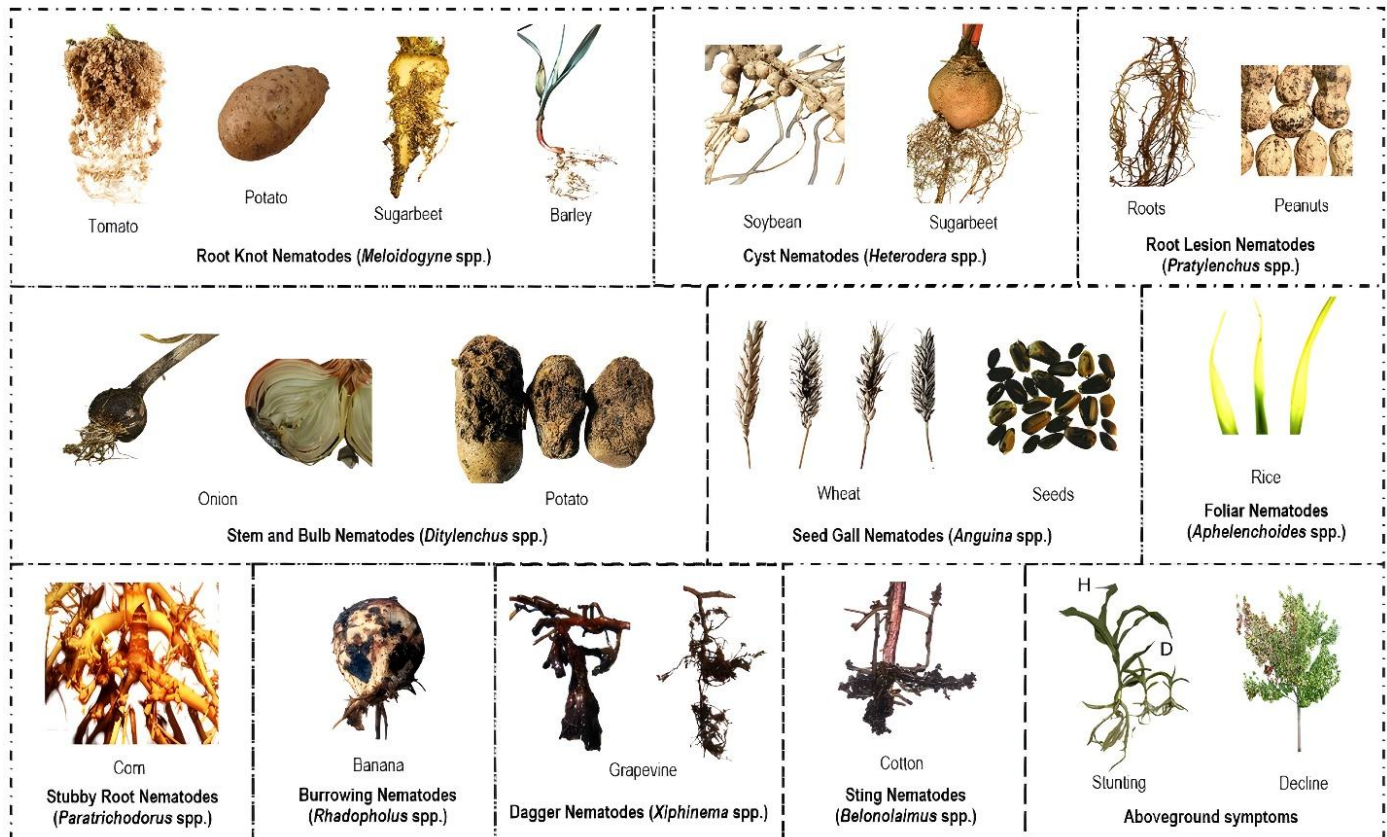 Tomato
Potato
Sugarbeet
Barley
Root Knot Nematodes (Meloidogyne spp.)
Soybean
Sugarbeet
Cyst Nematodes (Heterodera spp.)
Roots
Peanuts
Root Lesion Nematodes
(Pratylenchus spp.)
Onion
Potato
Stem and Bulb Nematodes (Ditylenchus spp.)
Wheat
Seeds
Seed Gall Nematodes (Anguina spp.)
Rice
Foliar Nematodes
(Aphelenchoides spp.)
Corn
Stubby Root Nematodes
(Paratrichodorus spp.)
Banana
Burrowing Nematodes
(Rhadopholus spp.)
Grapevine
Dagger Nematodes (Xiphinema spp.)
Cotton
Sting Nematodes
(Belonolaimus spp.)
H
D
Stunting
Decline
Aboveground symptoms